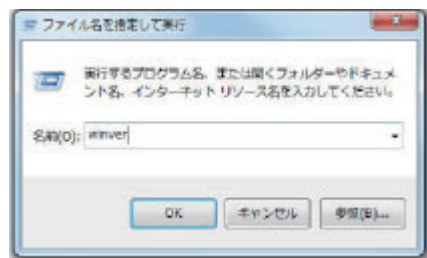 ファイル名を指定して実行
実行するプログラム名、または開くフォルダーやドキュメ
ント名、インターネット リソース名を入力してください。
名前(O): winver
OK キャンセル 参照(B)...